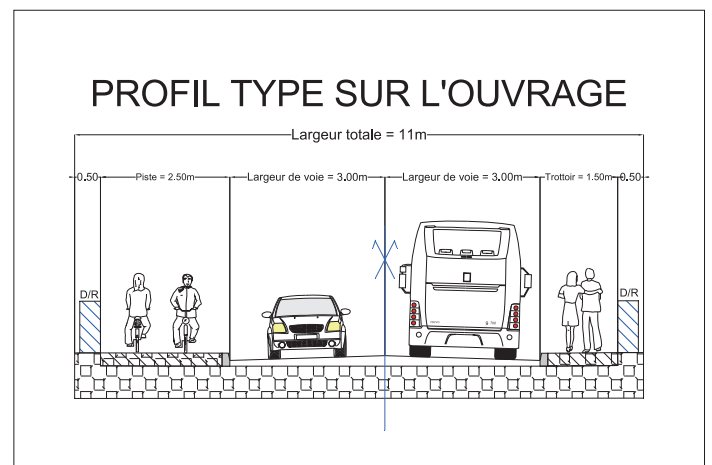 PROFIL TYPE SUR L'OUVRAGE
Largeur totale = 11m
0.50 Piste = 2.50m Largeur de voie = 3.00m Largeur de voie = 3.00m Trottoir = 1.50m 0.50
D/R D/R